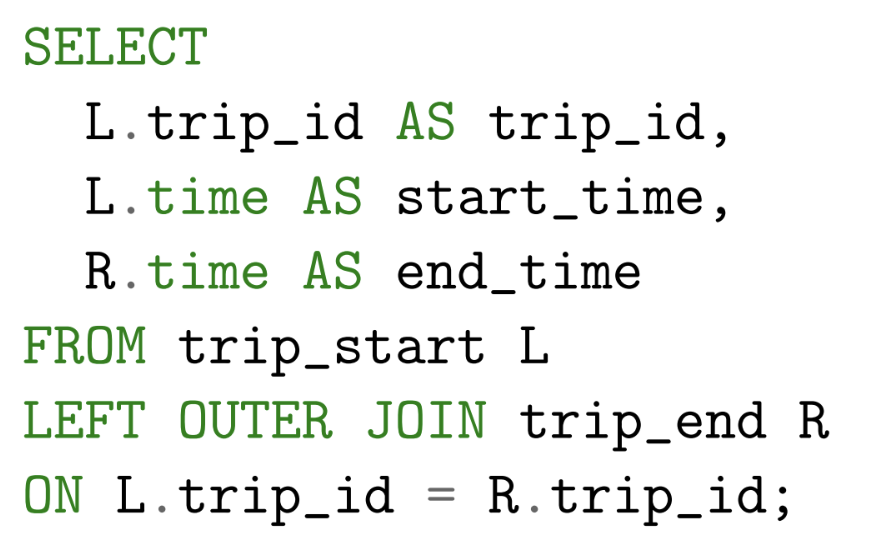 SELECT
  L.trip_id AS trip_id,
  L.time AS start_time,
  R.time AS end_time
FROM trip_start L
LEFT OUTER JOIN trip_end R
ON L.trip_id = R.trip_id;